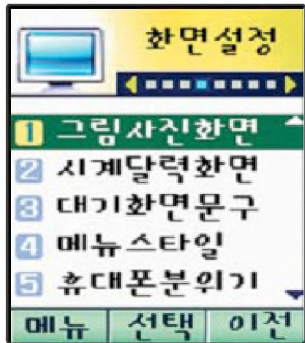 화면설정
1 그림사진화면
2 시계달력화면
3 대기화면문구
4 메뉴스타일
5 휴대폰분위기
메뉴 선택 이전